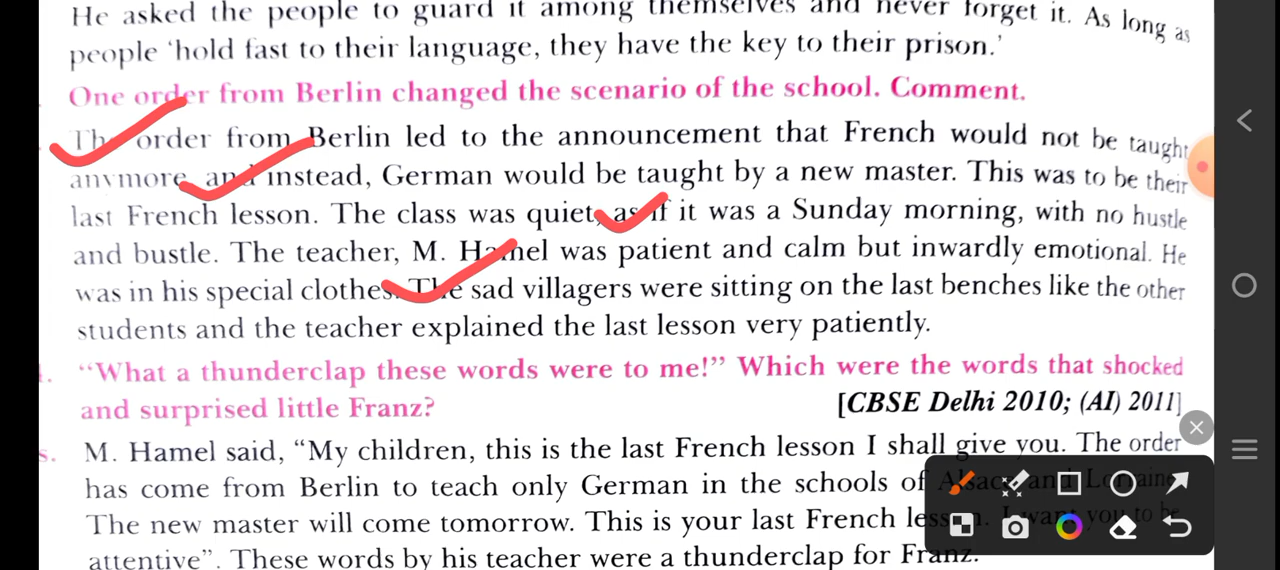 He asked the people to guard it among themselves and never forget it. As long as
people 'hold fast to their language, they have the key to their prison.'
One order from Berlin changed the scenario of the school. Comment.
The order from Berlin led to the announcement that French would not be taught
anymore, and instead, German would be taught by a new master. This was to be their
last French lesson. The class was quiet, as if it was a Sunday morning, with no hustle
and bustle. The teacher, M. Hamel was patient and calm but inwardly emotional. He
was in his special clothes. The sad villagers were sitting on the last benches like the other
students and the teacher explained the last lesson very patiently.
"What a thunderclap these words were to me!" Which were the words that shocked
and surprised little Franz? [CBSE Delhi 2010; (AI) 2011]
s. M. Hamel said, "My children, this is the last French lesson I shall give you. The order
has come from Berlin to teach only German in the schools of Alsace and Lorraine.
The new master will come tomorrow. This is your last French lesson. I want you to be
attentive". These words by his teacher were a thunderclap for Franz.